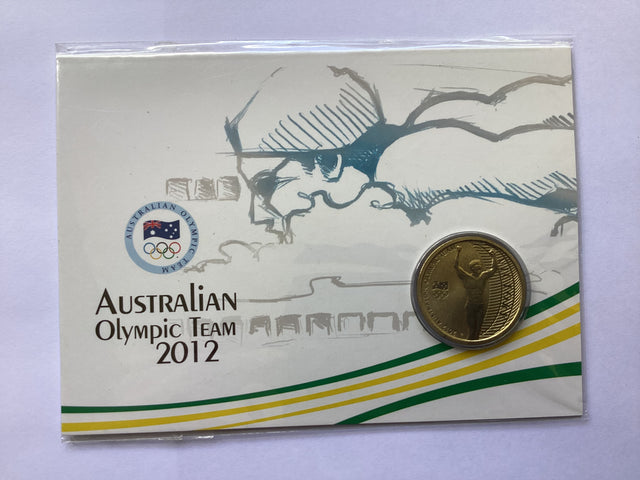 AUSTRALIAN OLYMPIC TEAM
AUSTRALIAN
OLYMPIC TEAM
2012